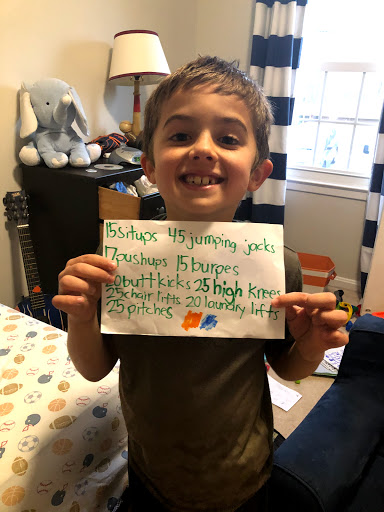 15 situps 45 jumping jacks
17 pushups 15 burpes
20 butt kicks 25 high knees
25 chair lifts 20 laundry lifts
25 pitches